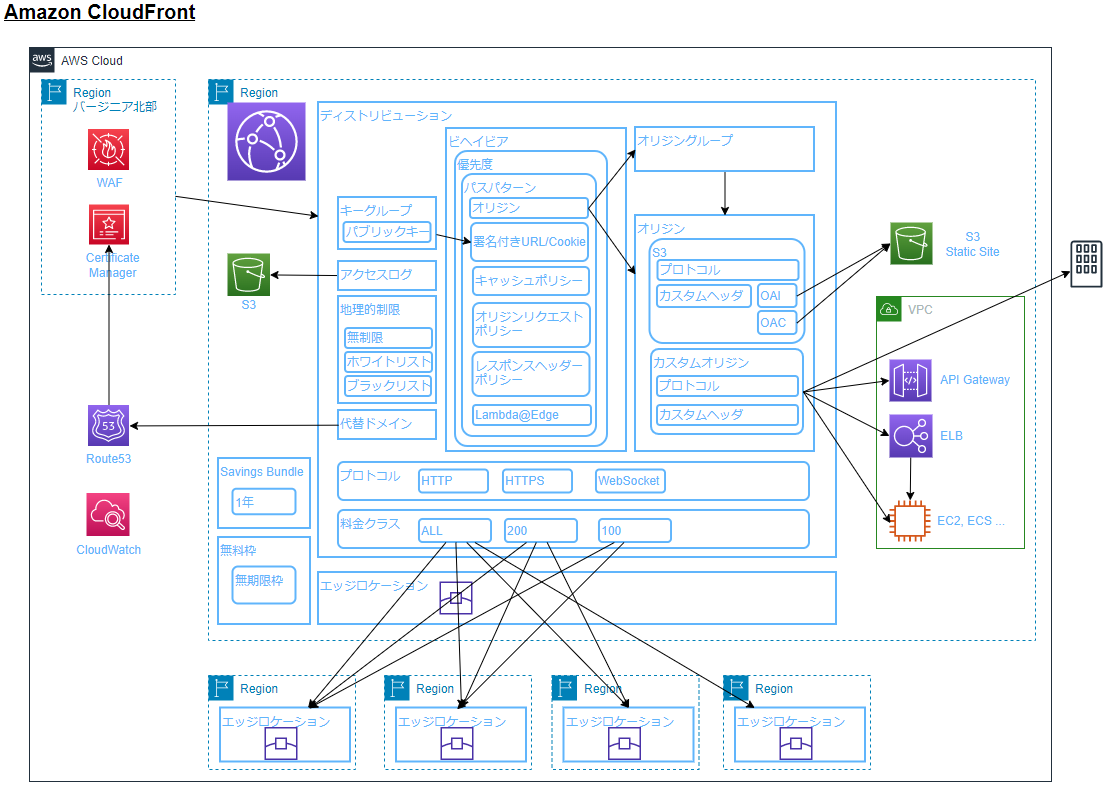 Amazon CloudFront
aws
AWS Cloud
Region
バージニア北部
WAF
Certificate
Manager
53
Route53
CloudWatch
Region
ディストリビューション
キーグループ
パブリックキー
アクセスログ
S3
地理的制限
無制限
ホワイトリスト
ブラックリスト
代替ドメイン
ビヘイビア
優先度
パスパターン
オリジン
署名付きURL/Cookie
キャッシュポリシー
オリジンリクエスト
ポリシー
レスポンスヘッダー
ポリシー
Lambda@Edge
オリジングループ
オリジン
S3
プロトコル
カスタムヘッダ
OAI
OAC
カスタムオリジン
プロトコル
カスタムヘッダ
S3
Static Site
VPC
API Gateway
ELB
EC2, ECS ...
Savings Bundle
1年
無料枠
無期限枠
プロトコル
HTTP
HTTPS
WebSocket
料金クラス
ALL
200
100
エッジロケーション
Region
エッジロケーション
Region
エッジロケーション
Region
エッジロケーション
Region
エッジロケーション